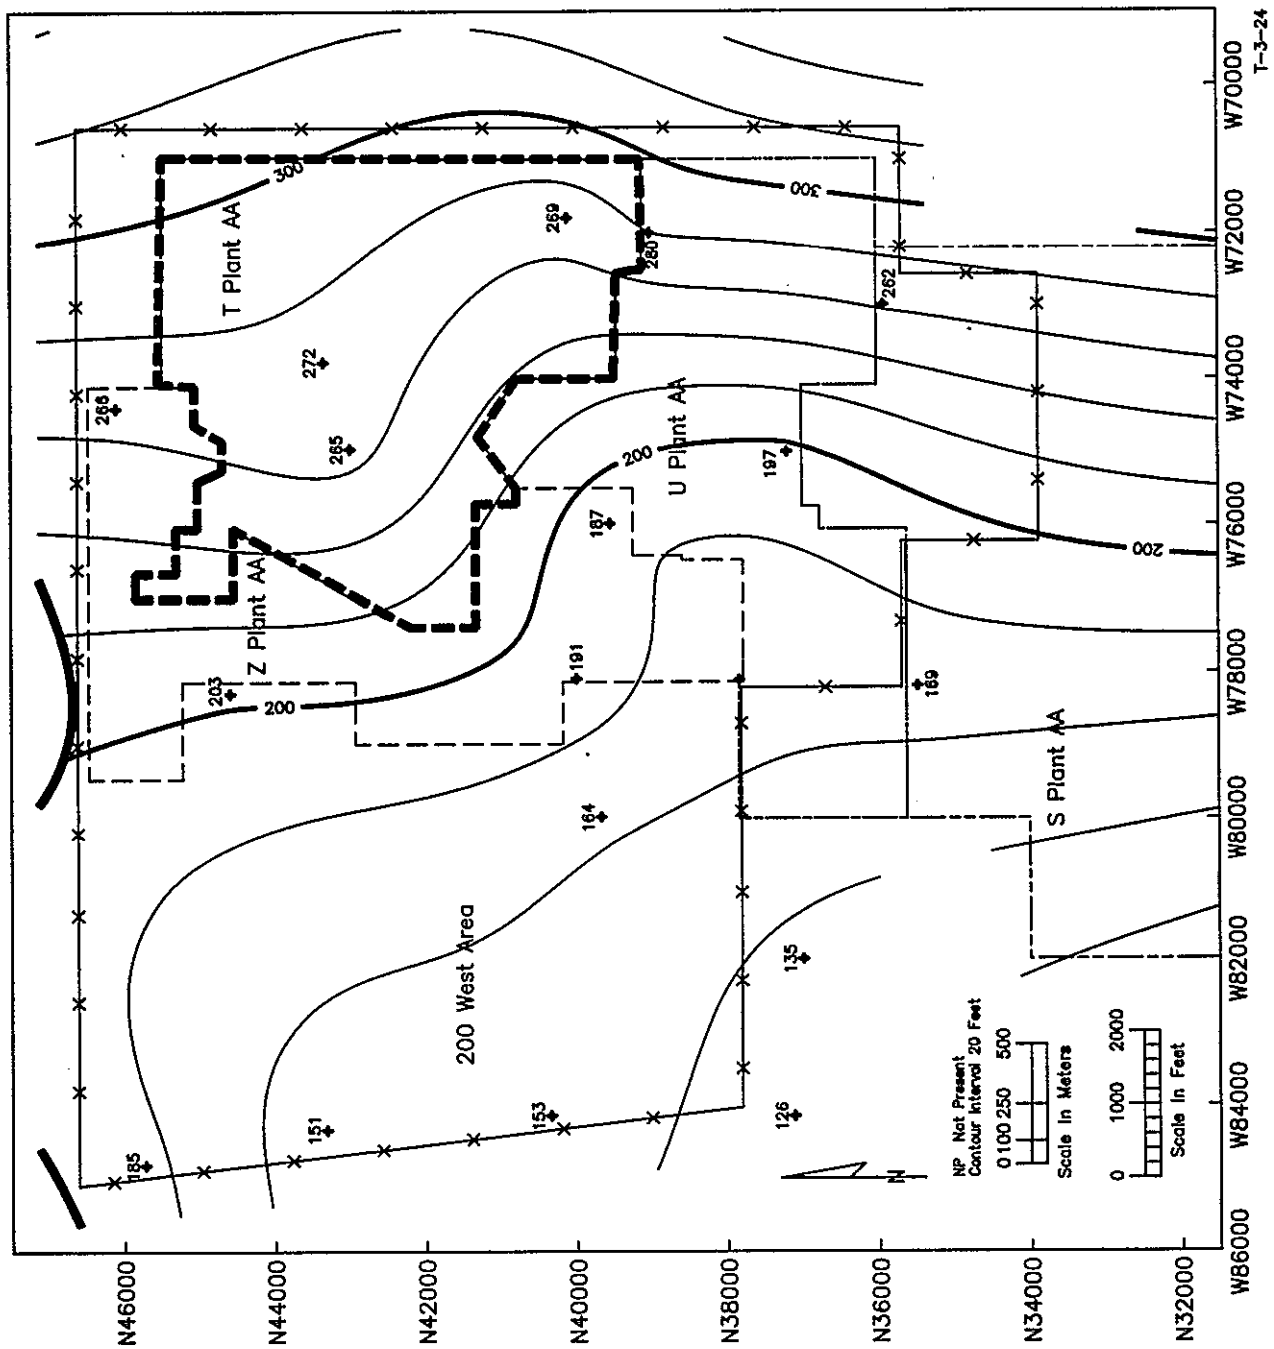 T-3-24
300
T Plant AA
269
280
300
262
272
266
265
Z Plant AA
203
200
200
U Plant AA
197
187
191
169
200
S Plant AA
164
200 West Area
135
126
153
151
185
NP Not Present
Contour Interval 20 Feet
0 100 250 500
Scale in Meters
0 1000 2000
Scale in Feet
N
N46000
N44000
N42000
N40000
N38000
N36000
N34000
N32000
W86000
W84000
W82000
W80000
W78000
W76000
W74000
W72000
W70000